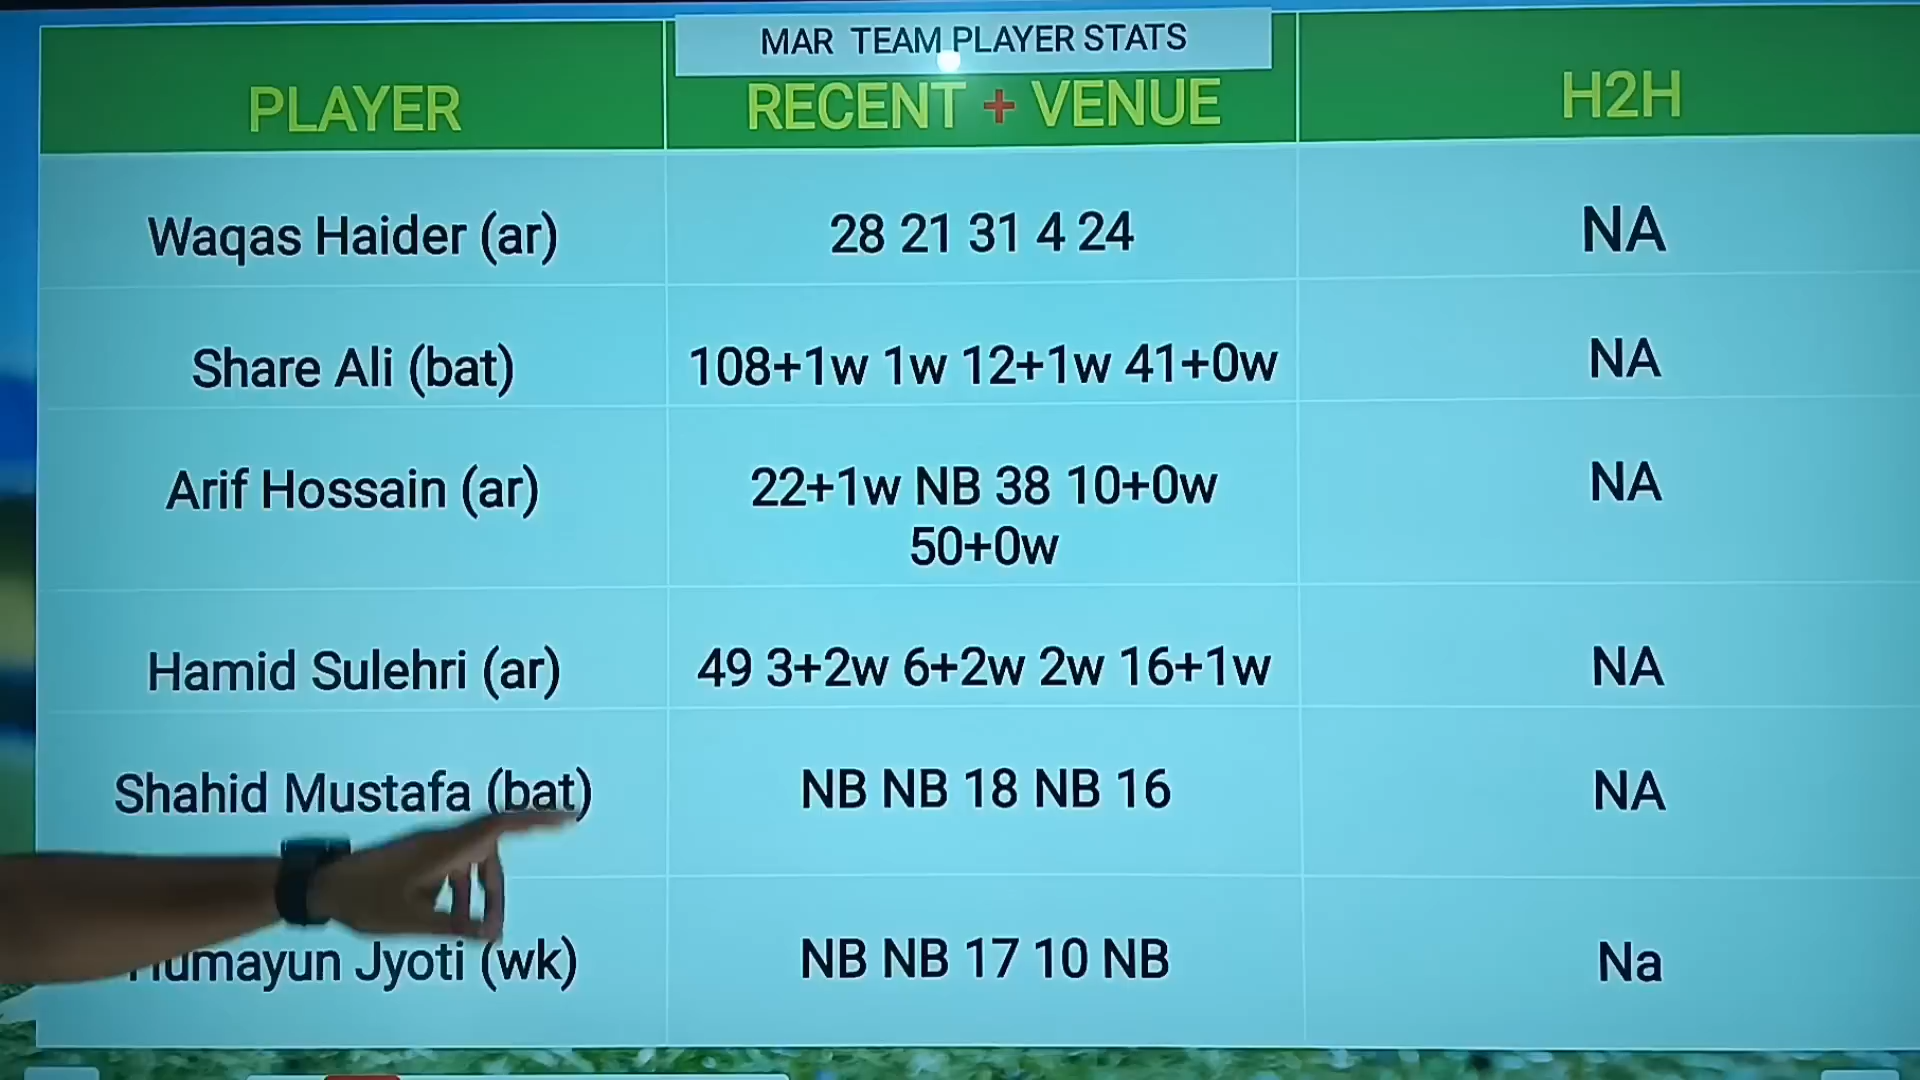 MAR TEAM PLAYER STATS
PLAYER RECENT + VENUE H2H
Waqas Haider (ar) 28 21 31 4 24 NA
Share Ali (bat) 108+1w 1w 12+1w 41+0w NA
Arif Hossain (ar) 22+1w NB 38 10+0w NA
50+0w
Hamid Sulehri (ar) 49 3+2w 6+2w 2w 16+1w NA
Shahid Mustafa (bat) NB NB 18 NB 16 NA
Humayun Jyoti (wk) NB NB 17 10 NB Na